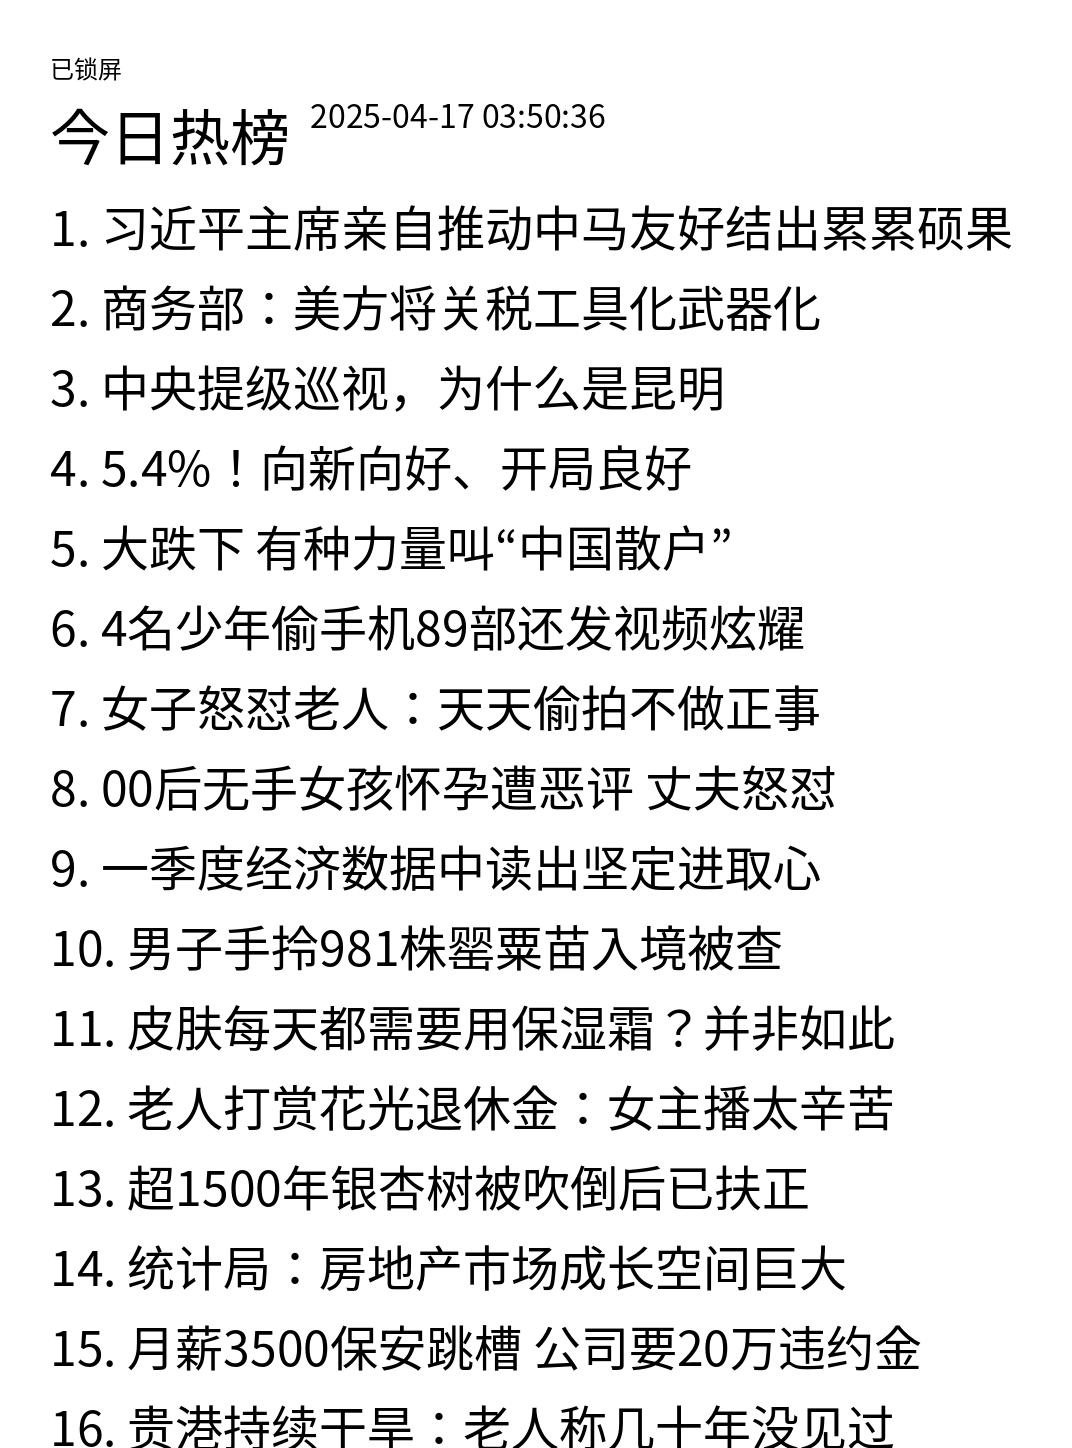 已锁屏
今日热榜 2025-04-17 03:50:36
1. 习近平主席亲自推动中马友好结出累累硕果
2. 商务部：美方将关税工具化武器化
3. 中央提级巡视，为什么是昆明
4. 5.4%！向新向好、开局良好
5. 大跌下 有种力量叫“中国散户”
6. 4名少年偷手机89部还发视频炫耀
7. 女子怒怼老人：天天偷拍不做正事
8. 00后无手女孩怀孕遭恶评 丈夫怒怼
9. 一季度经济数据中读出坚定进取心
10. 男子手拎981株罂粟苗入境被查
11. 皮肤每天都需要用保湿霜？并非如此
12. 老人打赏花光退休金：女主播太辛苦
13. 超1500年银杏树被吹倒后已扶正
14. 统计局：房地产市场成长空间巨大
15. 月薪3500保安跳槽 公司要20万违约金
16. 贵港持续干旱：老人称几十年没见过